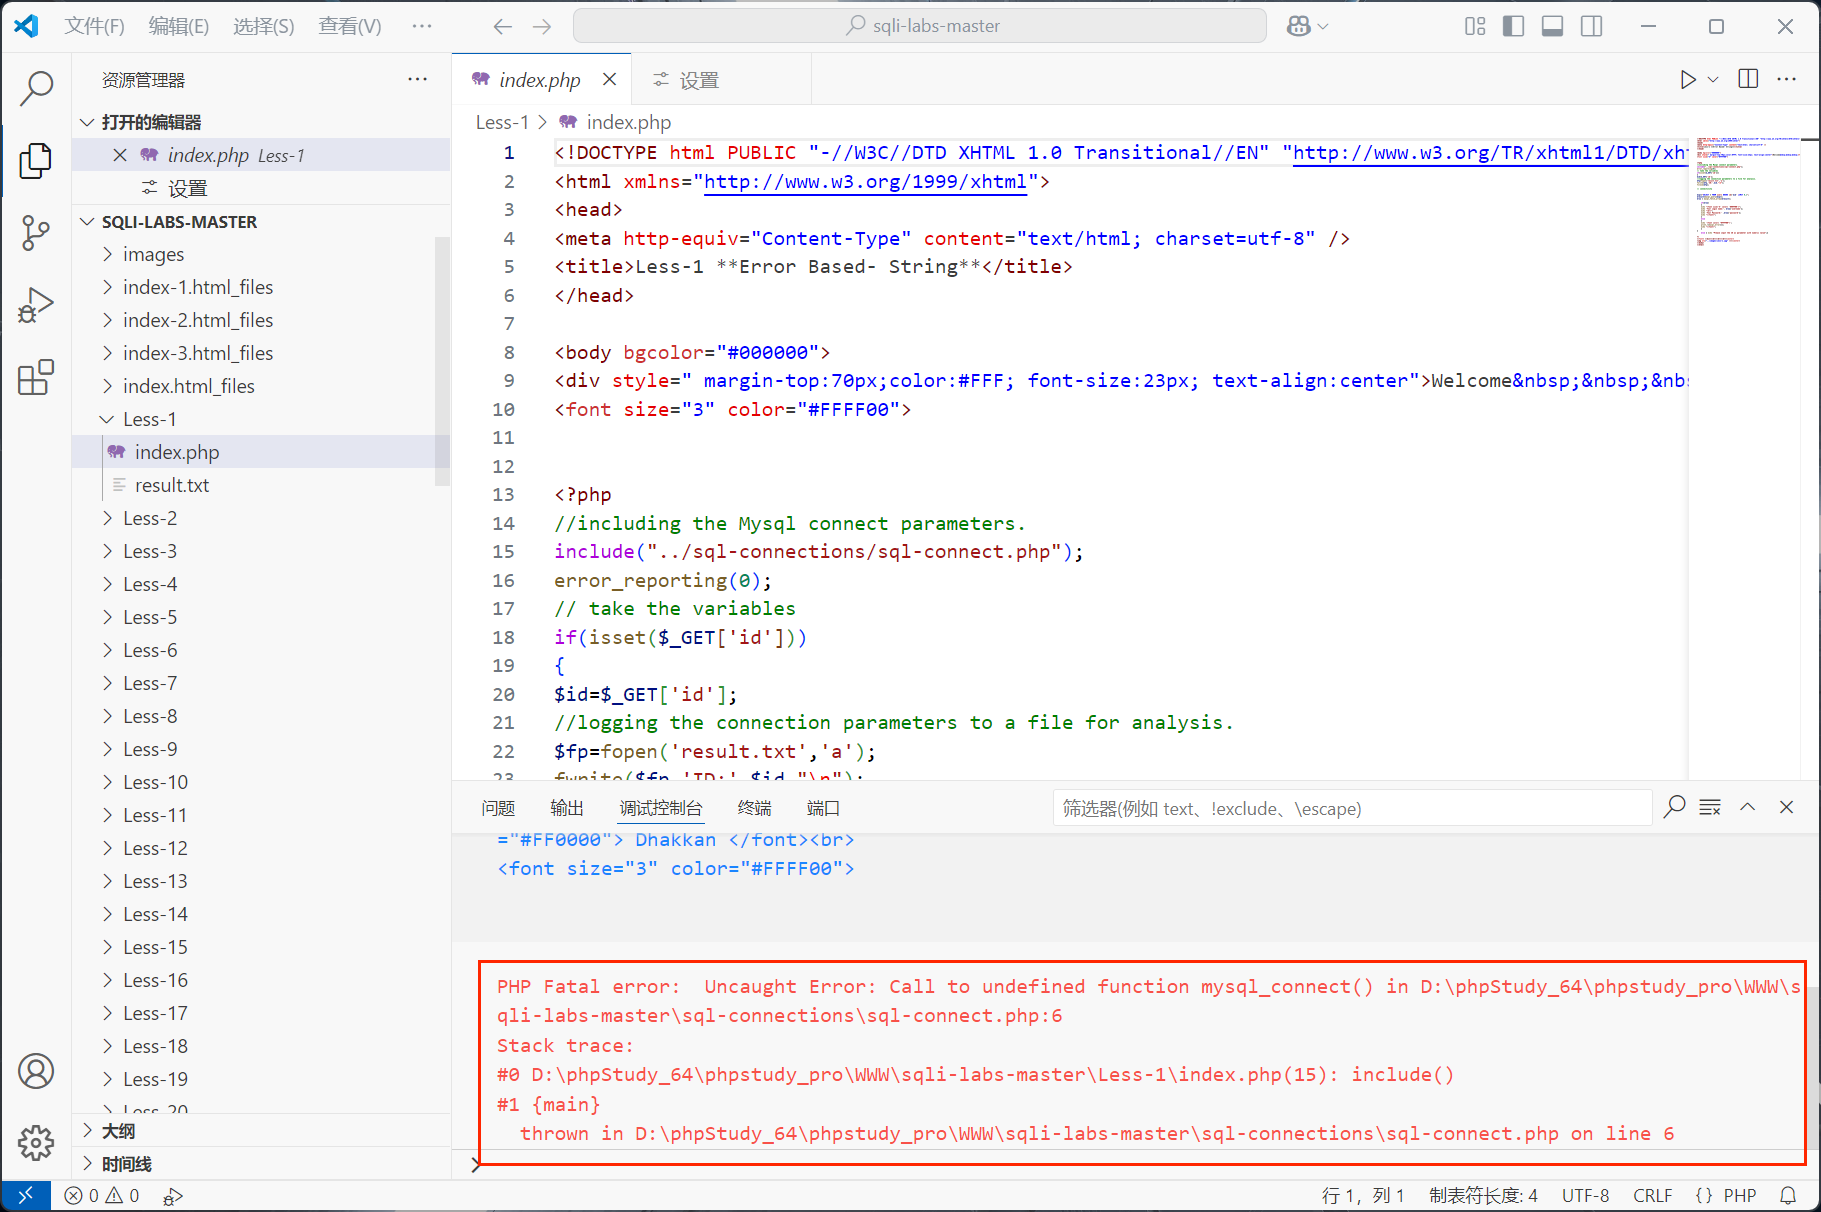 文件(F) 编辑(E) 选择(S) 查看(V) ··· sqli-labs-master
资源管理器 ···
打开的编辑器
index.php Less-1
设置
SQLI-LABS-MASTER
images
index-1.html_files
index-2.html_files
index-3.html_files
index.html_files
Less-1
index.php
result.txt
Less-2
Less-3
Less-4
Less-5
Less-6
Less-7
Less-8
Less-9
Less-10
Less-11
Less-12
Less-13
Less-14
Less-15
Less-16
Less-17
Less-18
Less-19
Less-20
大纲
时间线
index.php 设置
Less-1 > index.php
1 <!DOCTYPE html PUBLIC "-//W3C//DTD XHTML 1.0 Transitional//EN" "http://www.w3.org/TR/xhtml1/DTD/xht
2 <html xmlns="http://www.w3.org/1999/xhtml">
3 <head>
4 <meta http-equiv="Content-Type" content="text/html; charset=utf-8" />
5 <title>Less-1 **Error Based- String**</title>
6 </head>
7
8 <body bgcolor="#000000">
9 <div style=" margin-top:70px;color:#FFF; font-size:23px; text-align:center">Welcome&nbsp;&nbsp;&nb
10 <font size="3" color="#FFFF00">
11
12
13 <?php
14 //including the Mysql connect parameters.
15 include("../sql-connections/sql-connect.php");
16 error_reporting(0);
17 // take the variables
18 if(isset($_GET['id']))
19 {
20 $id=$_GET['id'];
21 //logging the connection parameters to a file for analysis.
22 $fp=fopen('result.txt','a');
23 fwrite($fp,'ID:'.$id."\n");
问题 输出 调试控制台 终端 端口 筛选器(例如 text、!exclude、\escape)
="#FF0000"> Dhakkan </font><br>
<font size="3" color="#FFFF00">
PHP Fatal error:  Uncaught Error: Call to undefined function mysql_connect() in D:\phpStudy_64\phpstudy_pro\WWW\s
qli-labs-master\sql-connections\sql-connect.php:6
Stack trace:
#0 D:\phpStudy_64\phpstudy_pro\WWW\sqli-labs-master\Less-1\index.php(15): include()
#1 {main}
thrown in D:\phpStudy_64\phpstudy_pro\WWW\sqli-labs-master\sql-connections\sql-connect.php on line 6
0 0 行 1，列 1 制表符长度: 4 UTF-8 CRLF {} PHP